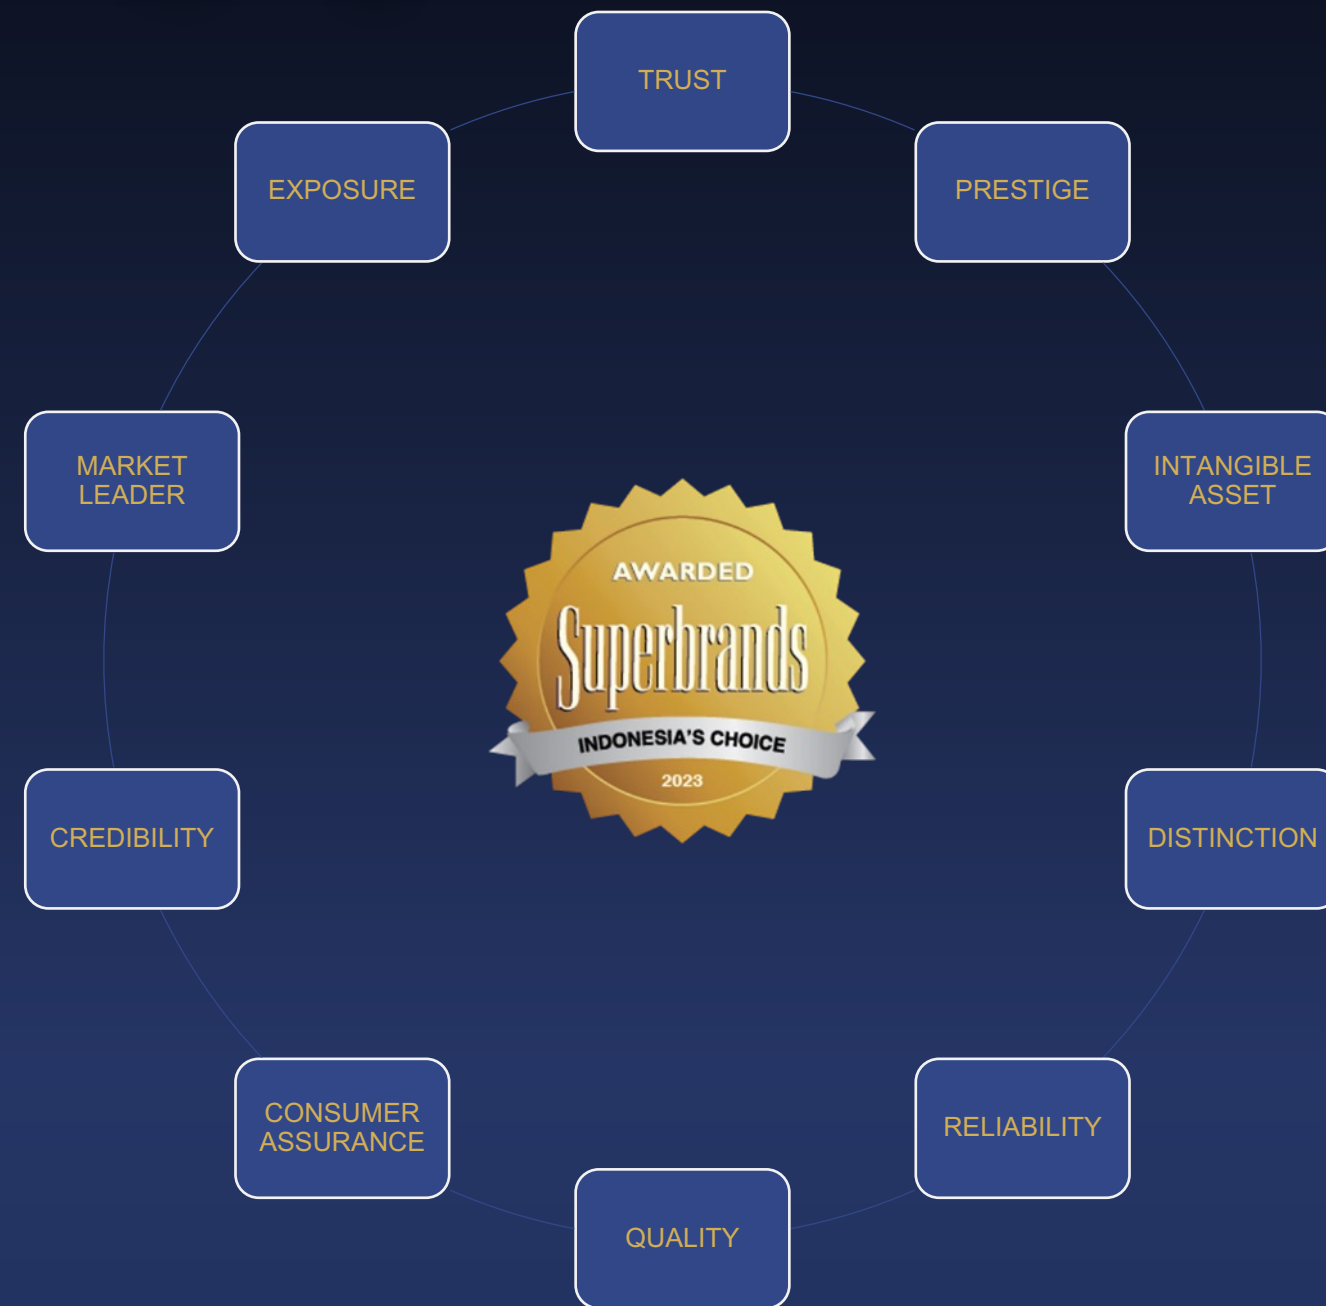 TRUST
EXPOSURE
PRESTIGE
MARKET
LEADER
INTANGIBLE
ASSET
AWARDED
Superbrands
INDONESIA'S CHOICE
2023
CREDIBILITY
DISTINCTION
CONSUMER
ASSURANCE
RELIABILITY
QUALITY